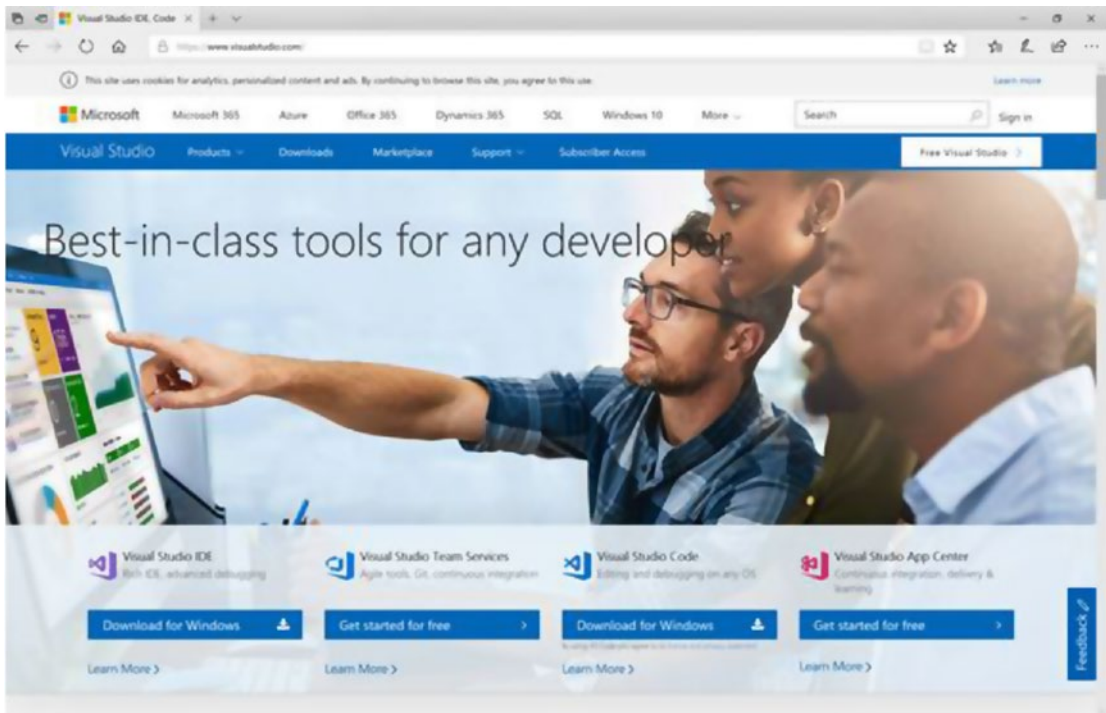 Visual Studio IDE, Code
https://www.visualstudio.com/
This site uses cookies for analytics, personalized content and ads. By continuing to browse this site, you agree to this use.
Learn more
Microsoft Microsoft 365 Azure Office 365 Dynamics 365 SQL Windows 10 More Search Sign in
Visual Studio Products Downloads Marketplace Support Subscriber Access Free Visual Studio
Best-in-class tools for any developer
Visual Studio IDE
Rich IDE, advanced debugging
Download for Windows
Learn More
Visual Studio Team Services
Agile tools, Git, continuous integration
Get started for free
Learn More
Visual Studio Code
Editing and debugging on any OS
Download for Windows
Learn More
Visual Studio App Center
Continuous integration, delivery &
learning
Get started for free
Learn More
Feedback